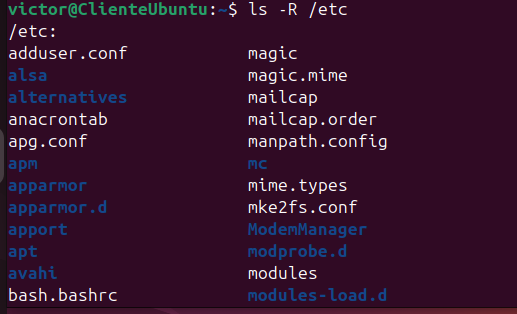 victor@ClienteUbuntu:~$ ls -R /etc
/etc:
adduser.conf magic
alsa magic.mime
alternatives mailcap
anacrontab mailcap.order
apg.conf manpath.config
apm mc
apparmor mime.types
apparmor.d mke2fs.conf
apport ModemManager
apt modprobe.d
avahi modules
bash.bashrc modules-load.d